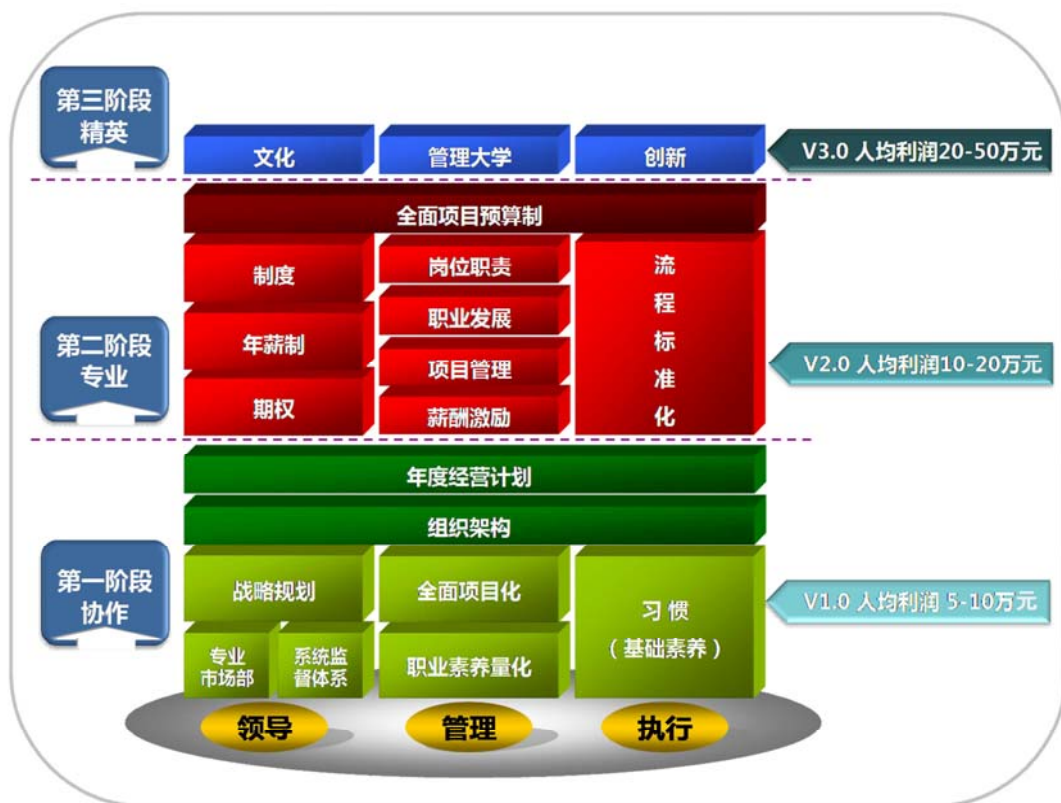 第三阶段
精英
文化
管理大学
创新
V3.0 人均利润20-50万元
全面项目预算制
制度
年薪制
期权
岗位职责
职业发展
项目管理
薪酬激励
流
程
标
准
化
第二阶段
专业
V2.0 人均利润10-20万元
年度经营计划
组织架构
第一阶段
协作
战略规划
专业
市场部
系统监
督体系
全面项目化
职业素养量化
习 惯
（基础素养）
V1.0 人均利润 5-10万元
领导
管理
执行